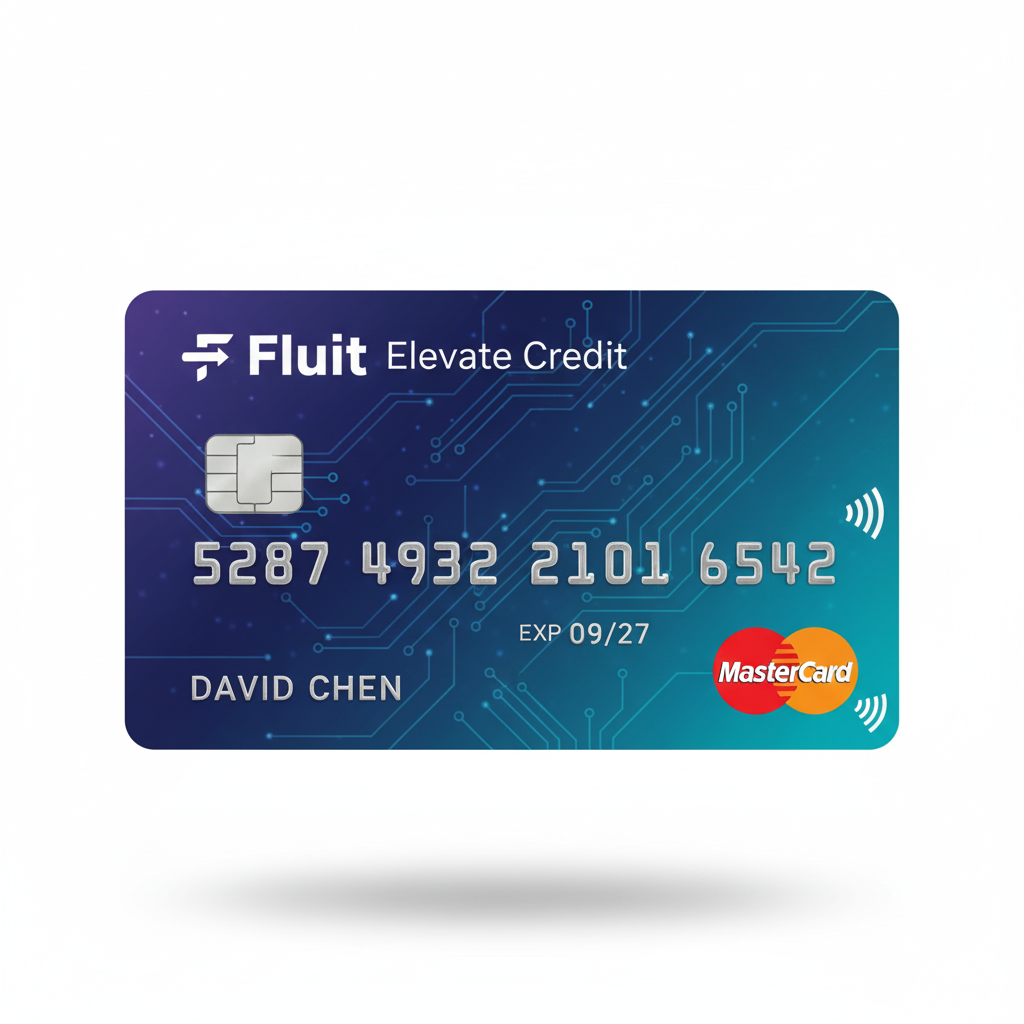 Fluit Elevate Credit
5287 4932 2101 6542
EXP 09/27
DAVID CHEN
MasterCard